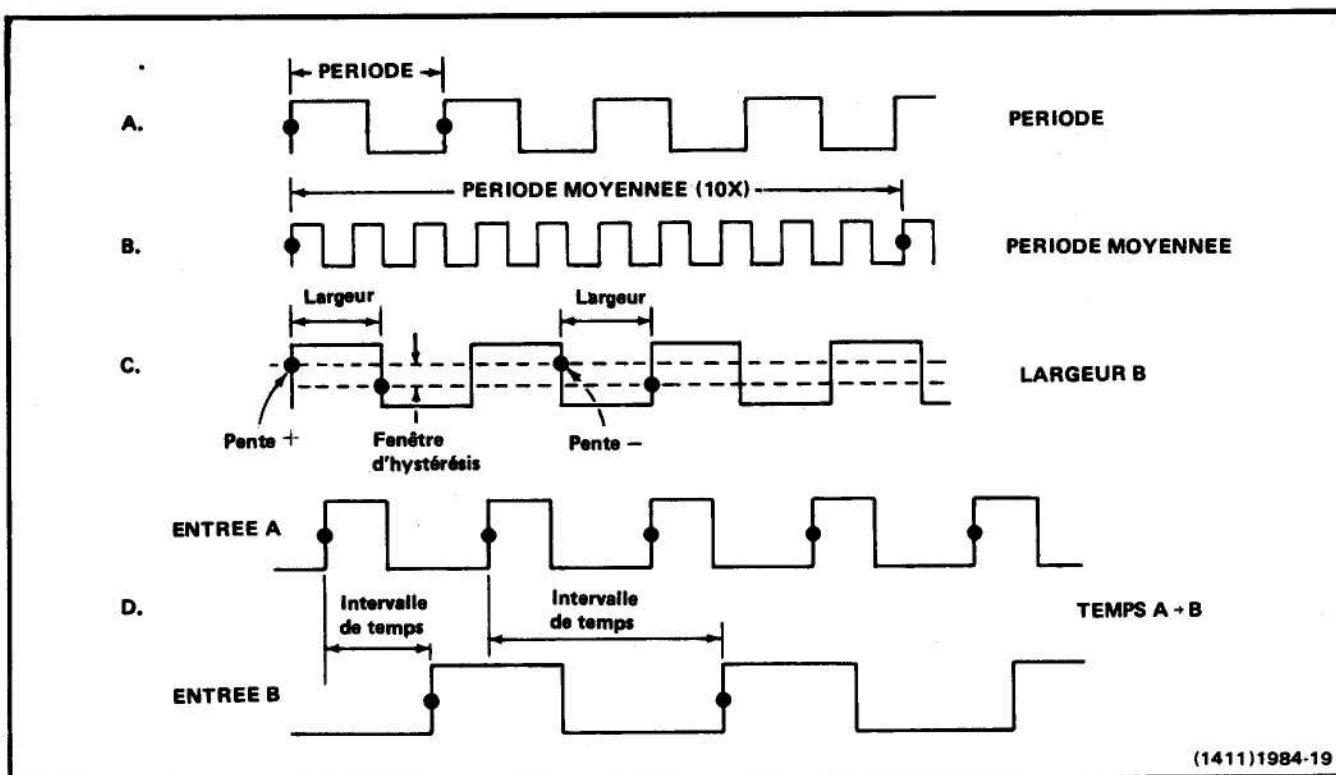 PERIODE
A.
PERIODE
PERIODE MOYENNEE (10X)
B.
PERIODE MOYENNEE
Largeur
Largeur
C.
LARGEUR B
Pente +
Fenêtre
d'hystérésis
Pente –
ENTREE A
D.
Intervalle
de temps
Intervalle
de temps
TEMPS A → B
ENTREE B
(1411)1984-19